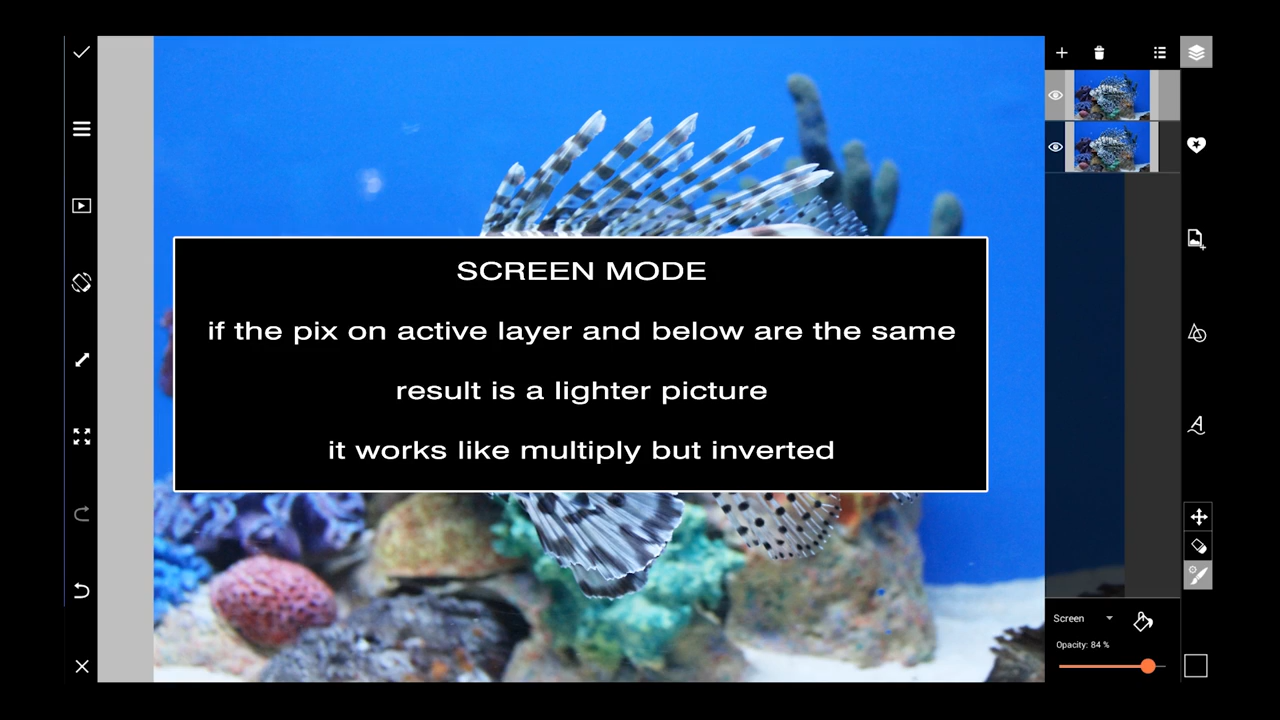 SCREEN MODE
if the pix on active layer and below are the same
result is a lighter picture
it works like multiply but inverted
Screen
Opacity: 84 %